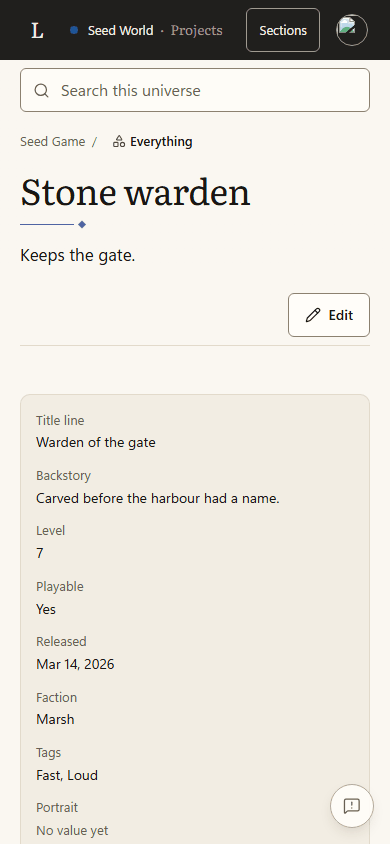 L
Seed World · Projects
Sections
Search this universe
Seed Game / Everything
Stone warden
Keeps the gate.
Edit
Title line
Warden of the gate
Backstory
Carved before the harbour had a name.
Level
7
Playable
Yes
Released
Mar 14, 2026
Faction
Marsh
Tags
Fast, Loud
Portrait
No value yet